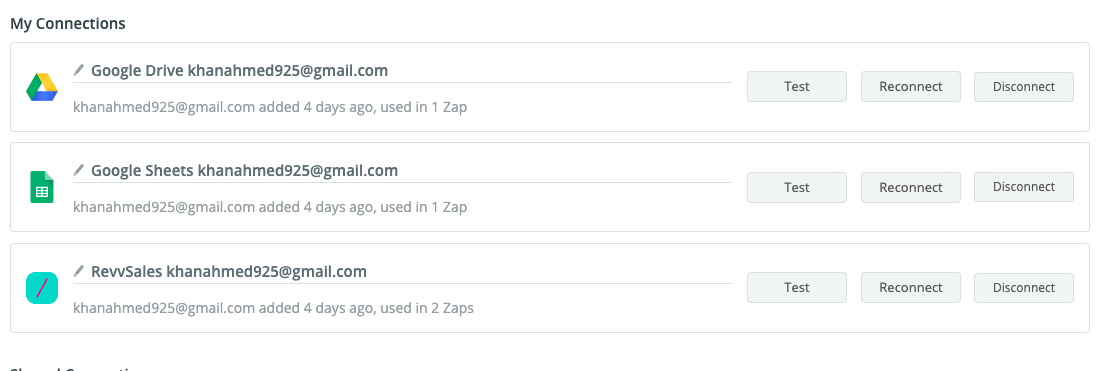 My Connections
Google Drive khanahmed925@gmail.com
khanahmed925@gmail.com added 4 days ago, used in 1 Zap
Test
Reconnect
Disconnect
Google Sheets khanahmed925@gmail.com
khanahmed925@gmail.com added 4 days ago, used in 1 Zap
Test
Reconnect
Disconnect
RevvSales khanahmed925@gmail.com
khanahmed925@gmail.com added 4 days ago, used in 2 Zaps
Test
Reconnect
Disconnect